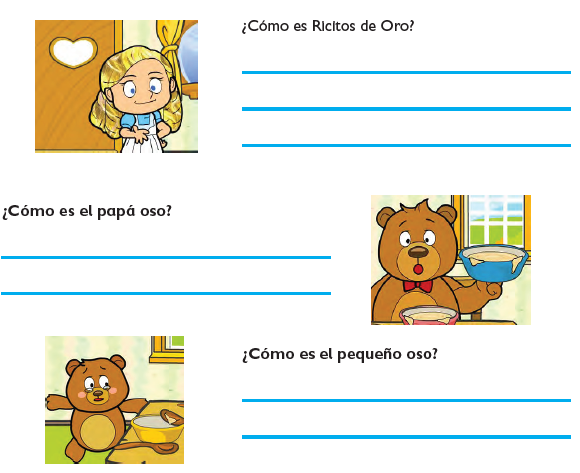 ¿Cómo es Ricitos de Oro?
¿Cómo es el papá oso?
¿Cómo es el pequeño oso?